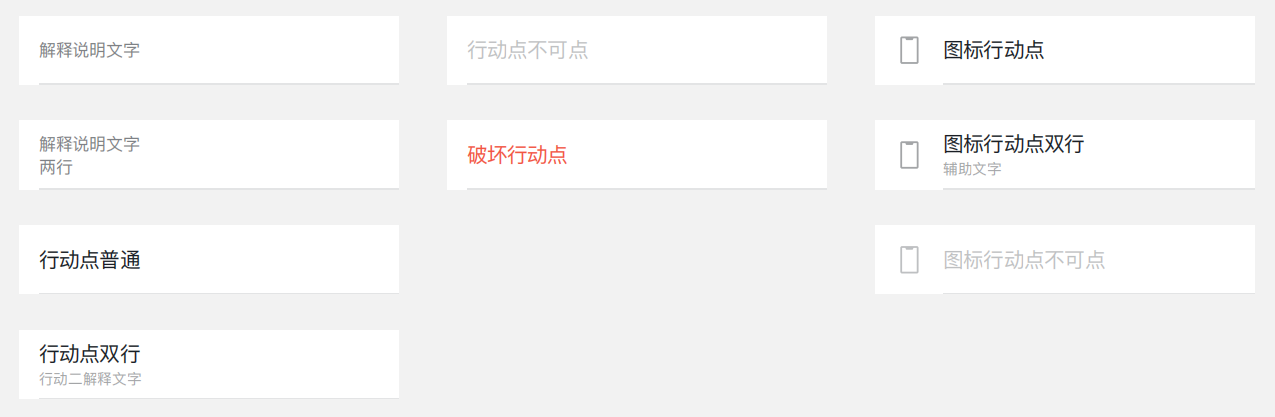 解释说明文字
解释说明文字
两行
行动点普通
行动点双行
行动二解释文字
行动点不可点
破坏行动点
图标行动点
图标行动点双行
辅助文字
图标行动点不可点